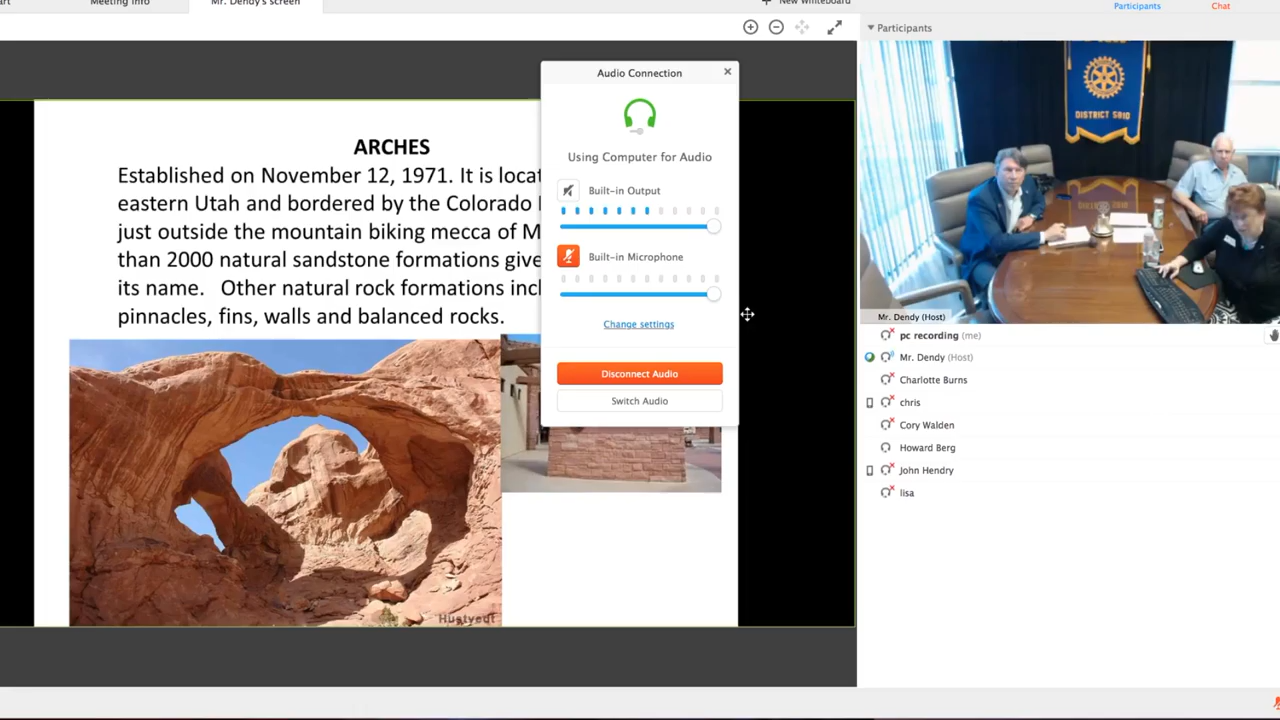 Meeting Info
Mr. Dendy's screen
New Whiteboard
Participants
Chat
Participants
Audio Connection
Using Computer for Audio
Built-in Output
Built-in Microphone
Change settings
Disconnect Audio
Switch Audio
ARCHES
Established on November 12, 1971. It is locat
eastern Utah and bordered by the Colorado
just outside the mountain biking mecca of M
than 2000 natural sandstone formations give
its name. Other natural rock formations incl
pinnacles, fins, walls and balanced rocks.
Hustvedt
DISTRICT 5810
Mr. Dendy (Host)
pc recording (me)
Mr. Dendy (Host)
Charlotte Burns
chris
Cory Walden
Howard Berg
John Hendry
lisa